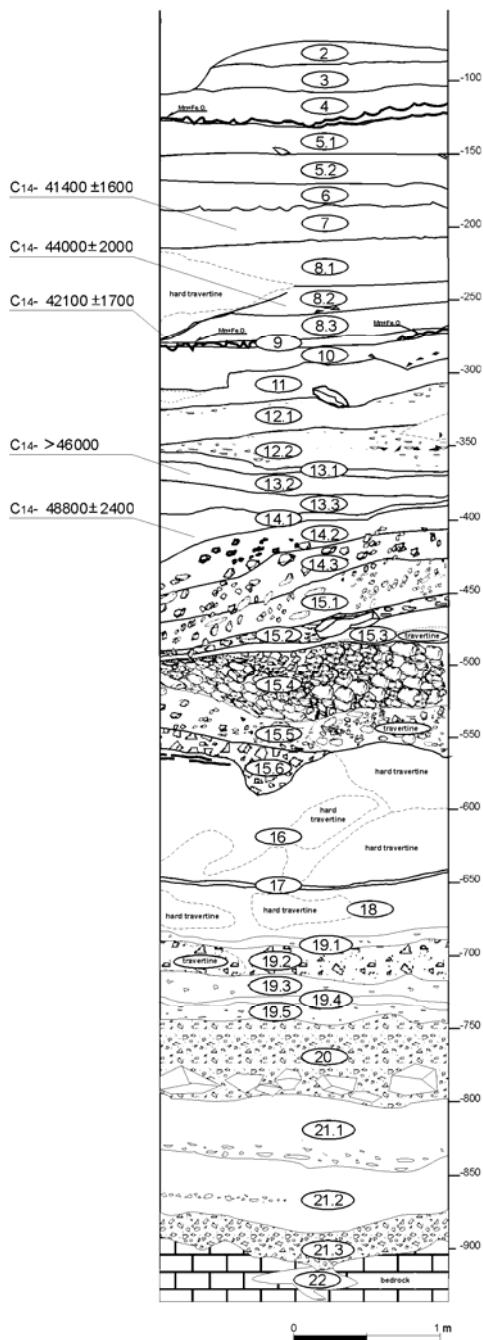 2
-100
3
4
Mn+Fe.O.
5.1
-150
5.2
C14- 41400 ±1600
6
-200
7
C14- 44000±2000
8.1
-250
hard travertine
8.2
C14- 42100 ±1700
8.3
Mn+Fe.O.
Mn+Fe.O.
9
10
-300
11
12.1
-350
C14- >46000
12.2
13.1
13.2
C14- 48800±2400
13.3
14.1
-400
14.2
14.3
-450
15.1
15.2
15.3
travertine
-500
15.4
15.5
travertine
-550
15.6
hard travertine
hard
travertine
-600
16
hard travertine
17
-650
hard travertine
hard travertine
18
19.1
-700
travertine
19.2
19.3
19.4
19.5
-750
20
-800
21.1
-850
21.2
-900
21.3
22
bedrock
0
1 m